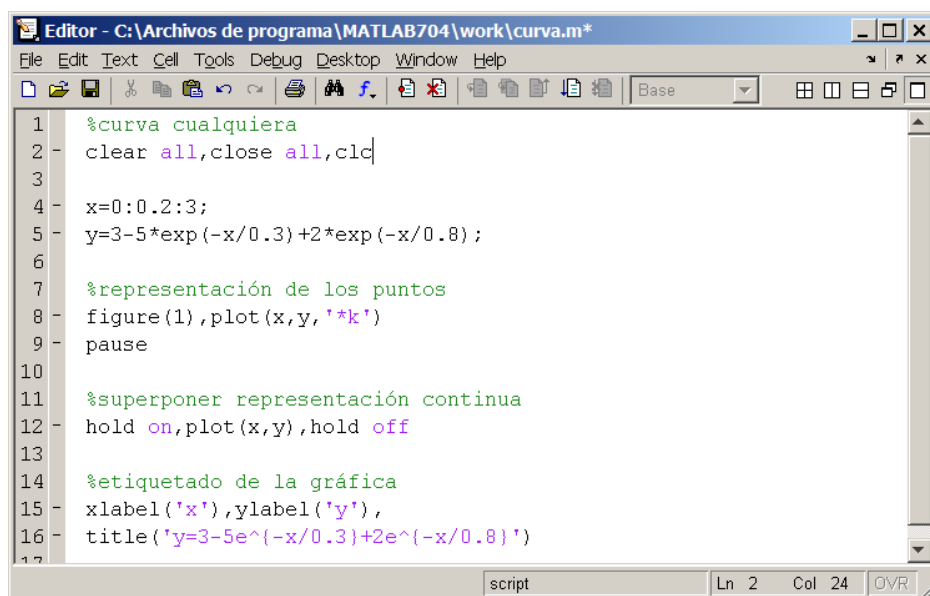 Editor - C:\Archivos de programa\MATLAB704\work\curva.m*
File Edit Text Cell Tools Debug Desktop Window Help
Base
1 %curva cualquiera
2 - clear all,close all,clc
3
4 - x=0:0.2:3;
5 - y=3-5*exp(-x/0.3)+2*exp(-x/0.8);
6
7 %representación de los puntos
8 - figure(1),plot(x,y,'*k')
9 - pause
10
11 %superponer representación continua
12 - hold on,plot(x,y),hold off
13
14 %etiquetado de la gráfica
15 - xlabel('x'),ylabel('y'),
16 - title('y=3-5e^{-x/0.3}+2e^{-x/0.8}')
17
script Ln 2 Col 24 OVR